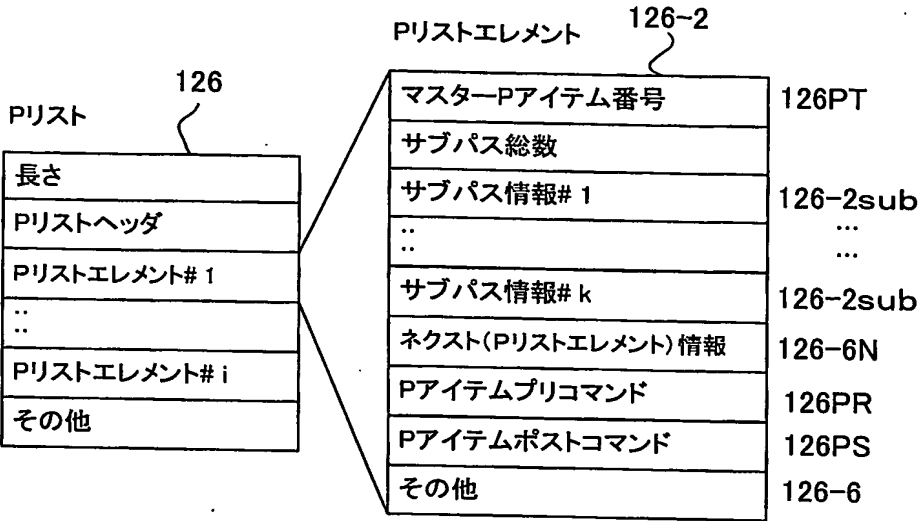 Pリスト
126
長さ
Pリストヘッダ
Pリストエレメント#1
::
Pリストエレメント#i
その他
Pリストエレメント
126-2
マスターPアイテム番号 126PT
サブパス総数
サブパス情報#1 126-2sub
:: ...
...
サブパス情報#k 126-2sub
ネクスト(Pリストエレメント)情報 126-6N
Pアイテムプリコマンド 126PR
Pアイテムポストコマンド 126PS
その他 126-6